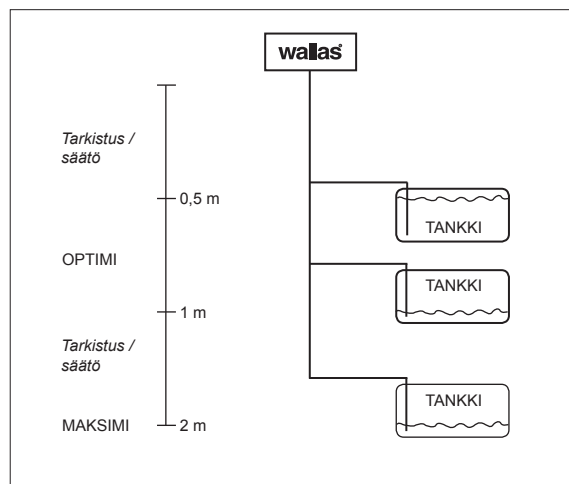 wallas
Tarkistus /
säätö
0,5 m
TANKKI
OPTIMI
TANKKI
1 m
Tarkistus /
säätö
TANKKI
MAKSIMI
2 m